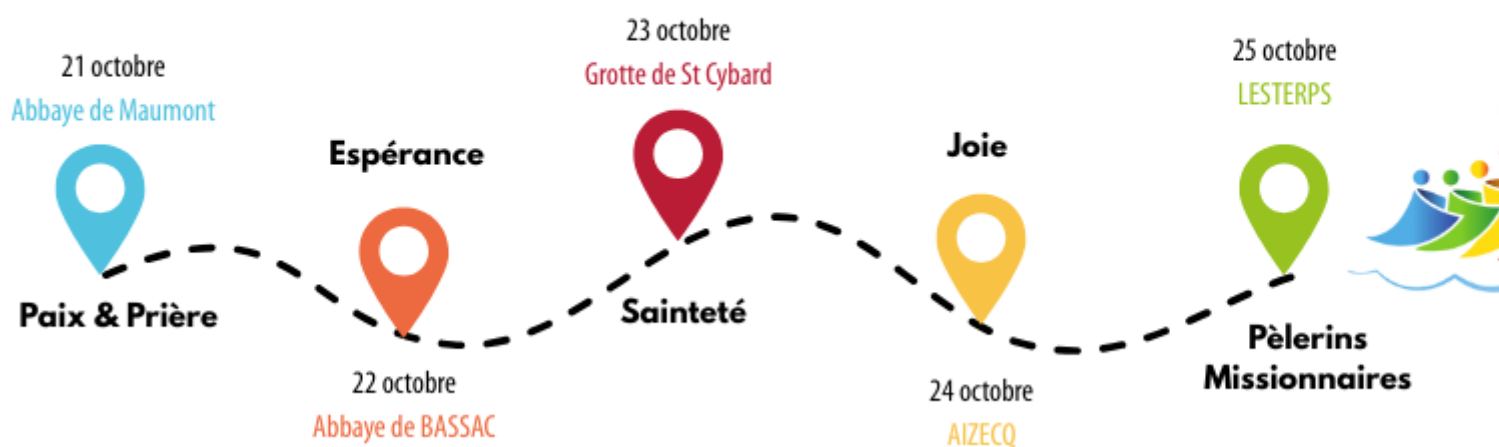 21 octobre
Abbaye de Maumont
Paix & Prière
Espérance
22 octobre
Abbaye de BASSAC
23 octobre
Grotte de St Cybard
Sainteté
Joie
24 octobre
AIZECQ
25 octobre
LESTERPS
Pèlerins
Missionnaires